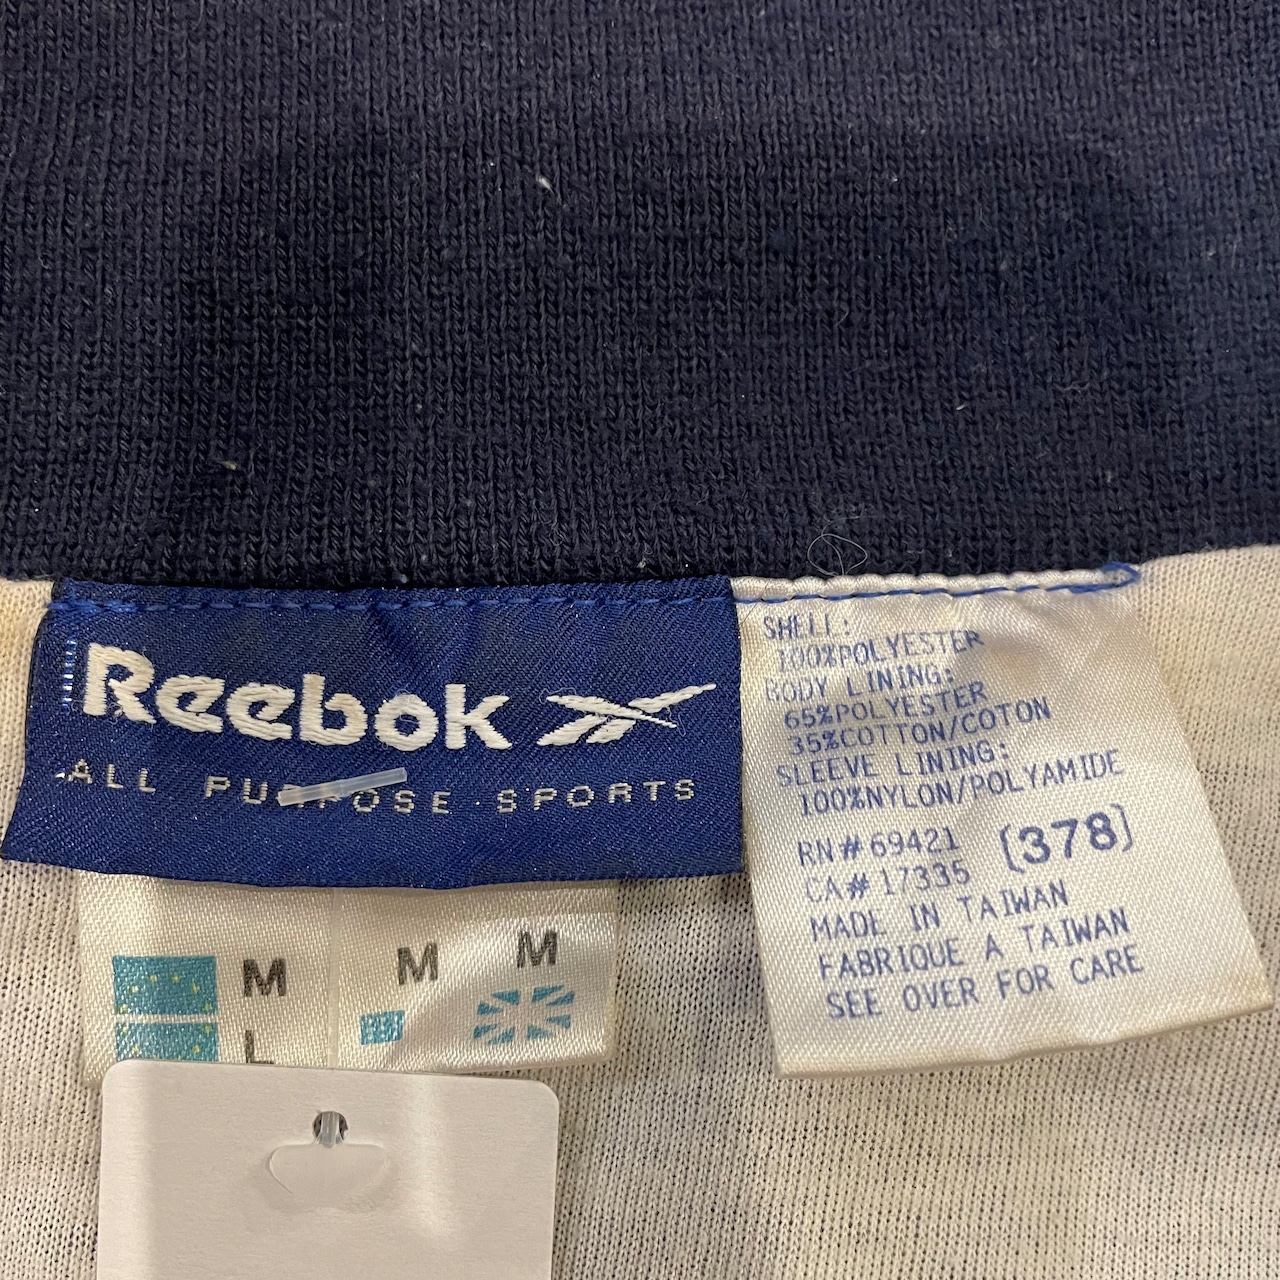 Reebok
ALL PURPOSE SPORTS
M
L
M
M
SHELL:
100%POLYESTER
BODY LINING:
65%POLYESTER
35%COTTON/COTON
SLEEVE LINING:
100%NYLON/POLYAMIDE
RN# 69421 [378]
CA# 17335
MADE IN TAIWAN
FABRIQUE A TAIWAN
SEE OVER FOR CARE